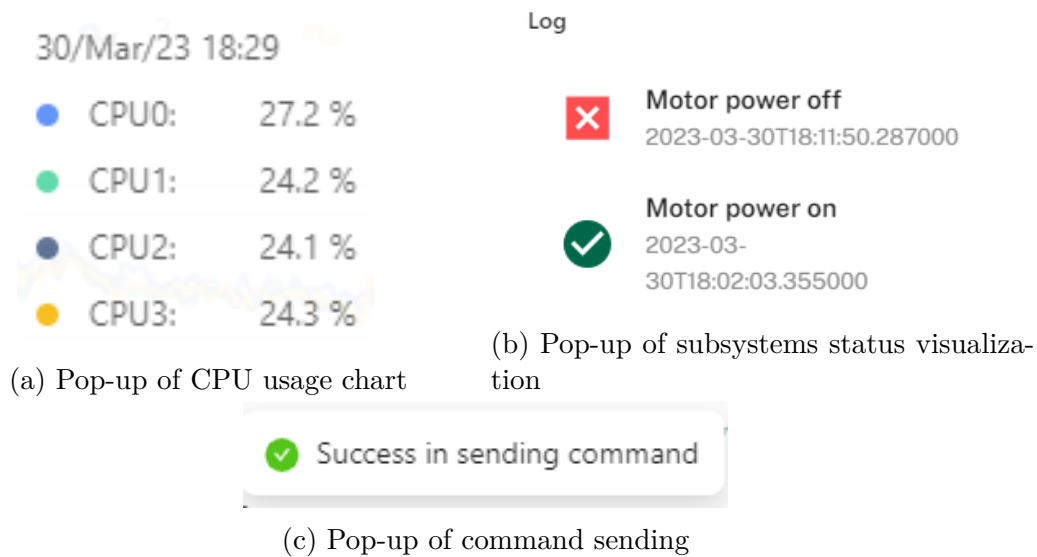 30/Mar/23 18:29
CPU0: 27.2 %
CPU1: 24.2 %
CPU2: 24.1 %
CPU3: 24.3 %
(a) Pop-up of CPU usage chart
Log
Motor power off
2023-03-30T18:11:50.287000
Motor power on
2023-03-
30T18:02:03.355000
(b) Pop-up of subsystems status visualiza-
tion
Success in sending command
(c) Pop-up of command sending